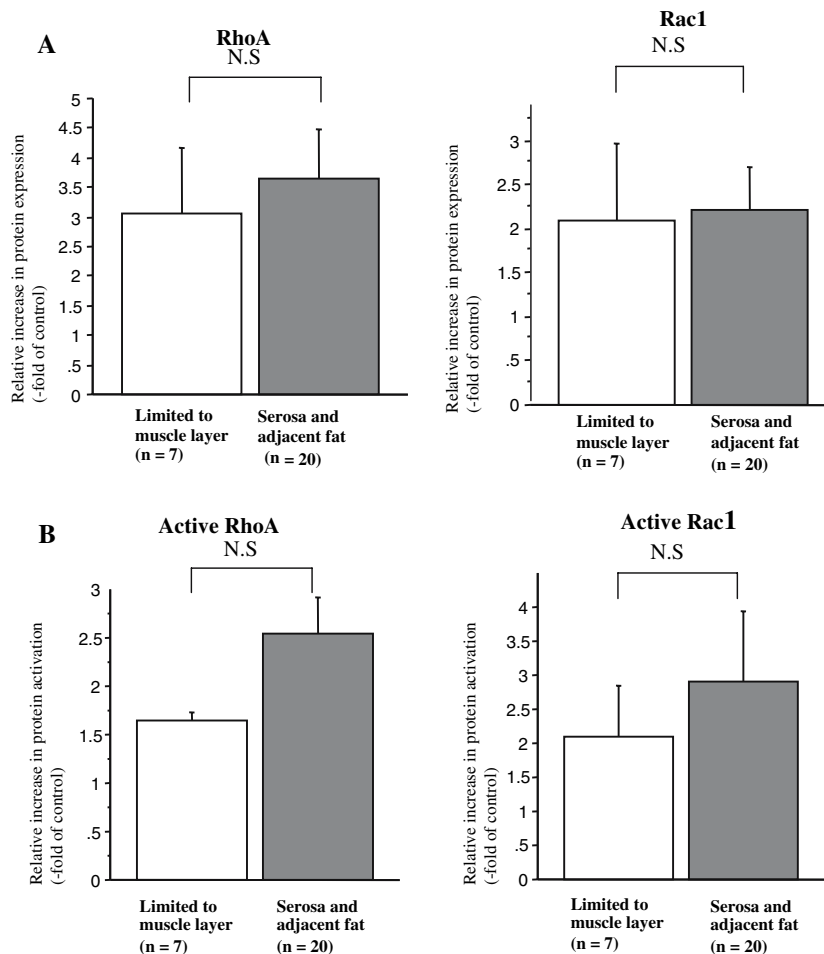 A
RhoA
N.S
Relative increase in protein expression
(-fold of control)
5
4.5
4
3.5
3
2.5
2
1.5
1
.5
0
Limited to
muscle layer
(n = 7)
Serosa and
adjacent fat
(n = 20)
Rac1
N.S
Relative increase in protein expression
(-fold of control)
3
2.5
2
1.5
1
.5
0
Limited to
muscle layer
(n = 7)
Serosa and
adjacent fat
(n = 20)
B
Active RhoA
N.S
Relative increase in protein activation
(-fold of control)
3
2.5
2
1.5
1
.5
0
Limited to
muscle layer
(n = 7)
Serosa and
adjacent fat
(n = 20)
Active Rac1
N.S
Relative increase in protein activation
(-fold of control)
4
3.5
3
2.5
2
1.5
1
.5
0
Limited to
muscle layer
(n = 7)
Serosa and
adjacent fat
(n = 20)